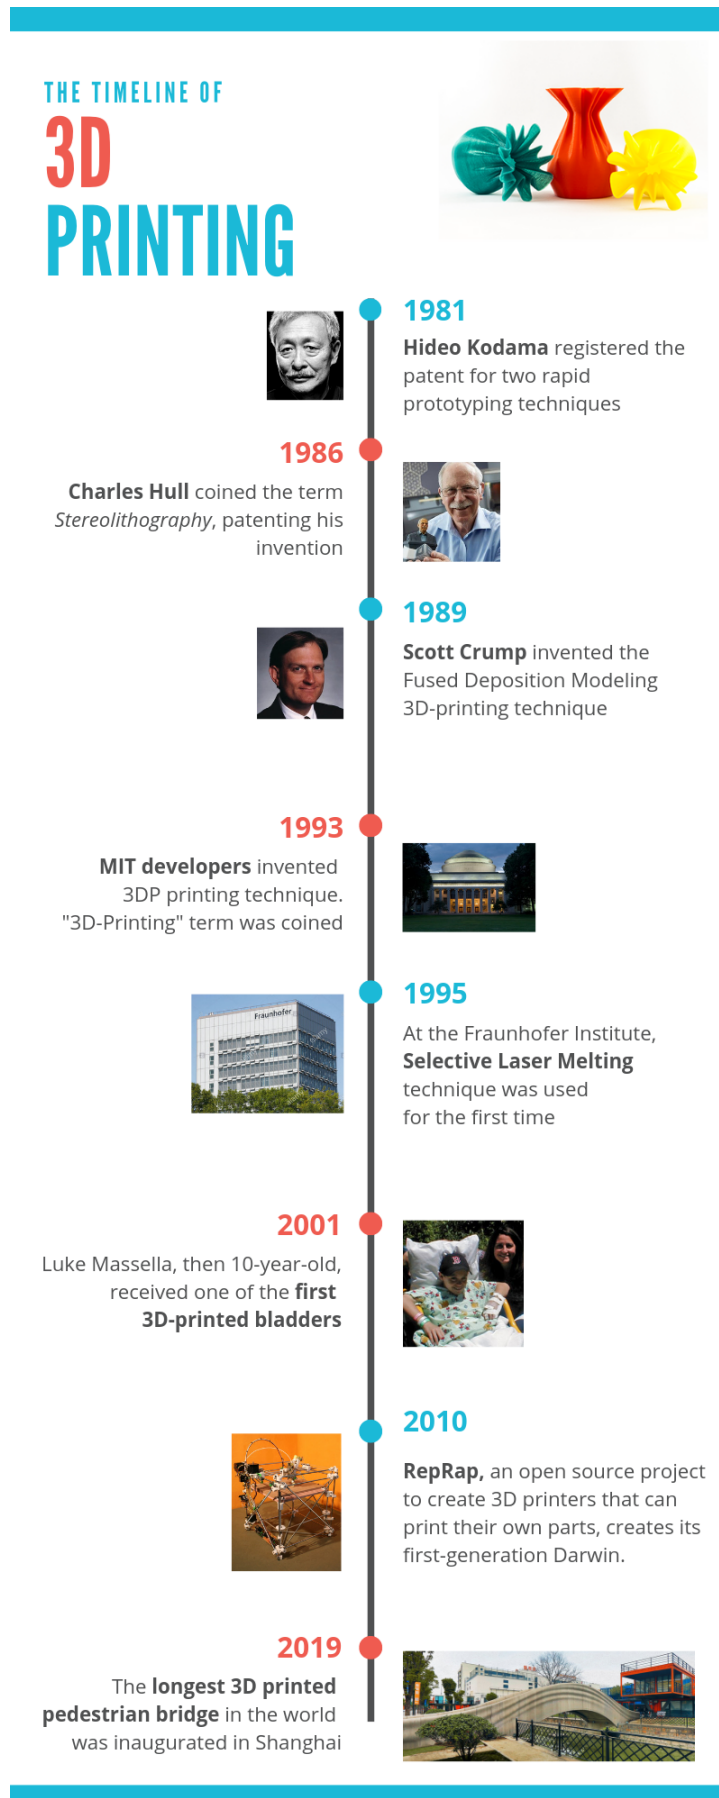 THE TIMELINE OF
3D
PRINTING
1981
Hideo Kodama registered the
patent for two rapid
prototyping techniques
1986
Charles Hull coined the term
Stereolithography, patenting his
invention
1989
Scott Crump invented the
Fused Deposition Modeling
3D-printing technique
1993
MIT developers invented
3DP printing technique.
"3D-Printing" term was coined
Fraunhofer
1995
At the Fraunhofer Institute,
Selective Laser Melting
technique was used
for the first time
2001
Luke Massella, then 10-year-old,
received one of the first
3D-printed bladders
B
2010
RepRap, an open source project
to create 3D printers that can
print their own parts, creates its
first-generation Darwin.
2019
The longest 3D printed
pedestrian bridge in the world
was inaugurated in Shanghai